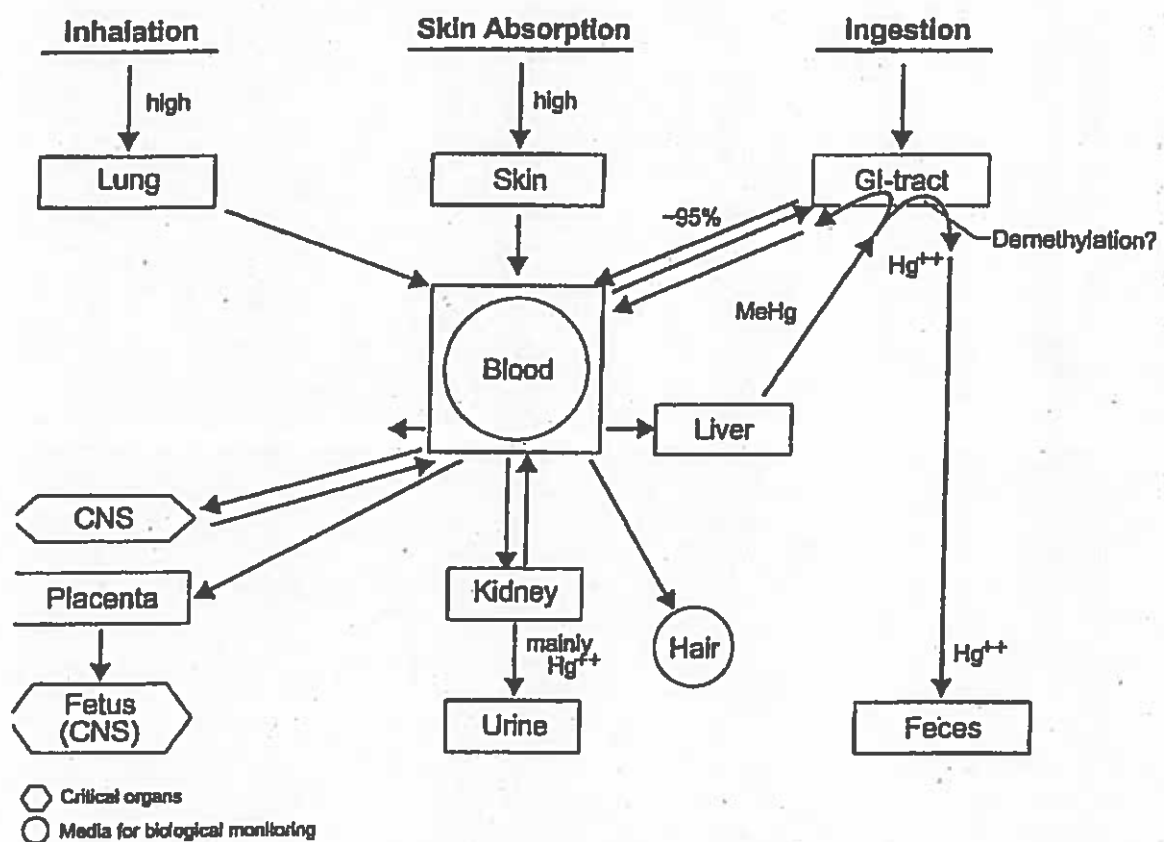 Inhalation
Skin Absorption
Ingestion
high
high
Lung
Skin
GI-tract
~95%
Demethylation?
Hg++
MeHg
Blood
Liver
CNS
Placenta
Kidney
Hair
mainly
Hg++
Hg++
Fetus
(CNS)
Urine
Feces
Critical organs
Media for biological monitoring